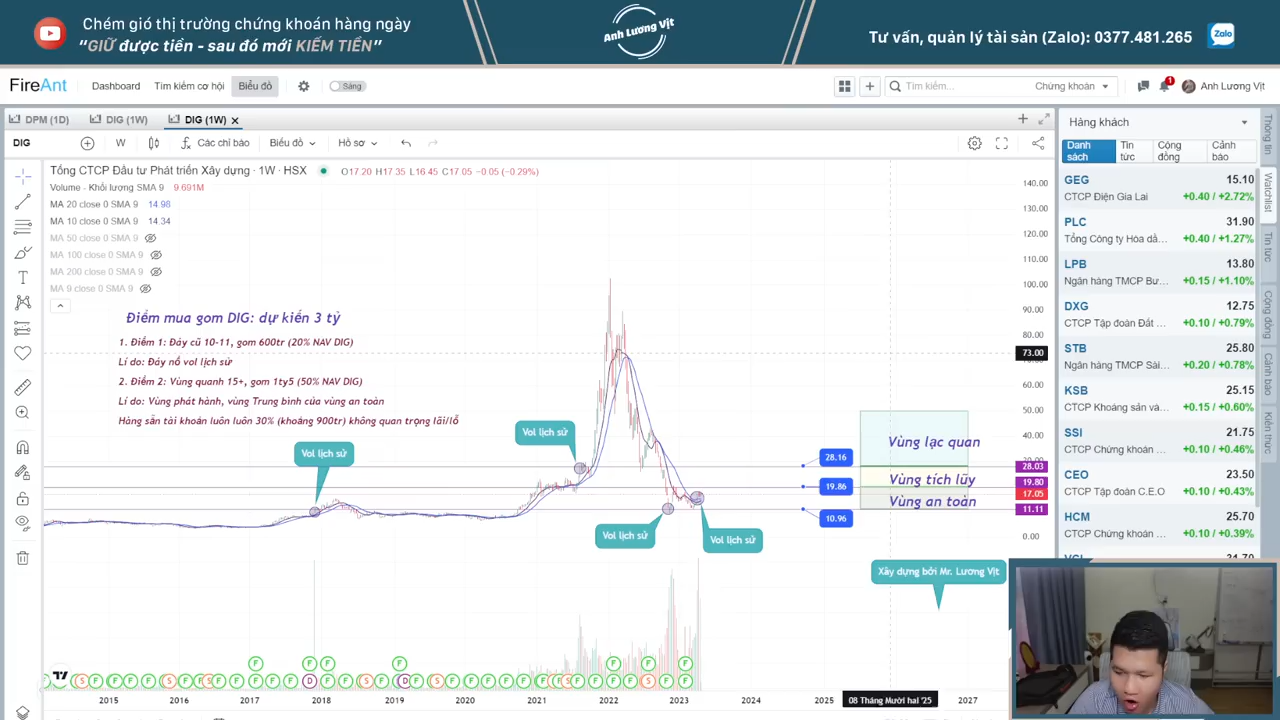 Chém gió thị trường chứng khoán hàng ngày
"GIỮ được tiền - sau đó mới KIẾM TIỀN"
Anh Lương Vịt
Tư vấn, quản lý tài sản (Zalo): 0377.481.265
Zalo
FireAnt
Dashboard
Tìm kiếm cơ hội
Biểu đồ
Sáng
Tìm kiếm...
Chứng khoán
1
Anh Lương Vịt
DPM (1D)
DIG (1W)
DIG (1W)
DIG
W
Các chỉ báo
Biểu đồ
Hồ sơ
Tổng CTCP Đầu tư Phát triển Xây dựng · 1W · HSX
O17.20 H17.35 L16.45 C17.05 -0.05 (-0.29%)
Volume - Khối lượng SMA 9 9.691M
MA 20 close 0 SMA 9 14.98
MA 10 close 0 SMA 9 14.34
MA 50 close 0 SMA 9
MA 100 close 0 SMA 9
MA 200 close 0 SMA 9
MA 9 close 0 SMA 9
Điểm mua gom DIG: dự kiến 3 tỷ
1. Điểm 1: Đáy cũ 10-11, gom 600tr (20% NAV DIG)
Lí do: Đáy nổ vol lịch sử
2. Điểm 2: Vùng quanh 15+, gom 1ty5 (50% NAV DIG)
Lí do: Vùng phát hành, vùng Trung bình của vùng an toàn
Hàng sẵn tài khoản luôn luôn 30% (khoảng 900tr) không quan trọng lãi/lỗ
Vol lịch sử
Vol lịch sử
Vol lịch sử
Vol lịch sử
28.16
19.86
10.96
Vùng lạc quan
Vùng tích lũy
Vùng an toàn
Xây dựng bởi Mr. Lương Vịt
140.00
130.00
120.00
110.00
100.00
90.00
80.00
73.00
60.00
50.00
40.00
28.03
19.80
17.05
11.11
0.00
2015
2016
2017
2018
2019
2020
2021
2022
2023
2024
2025
08 Tháng Mười hai '25
2027
Hàng khách
Danh sách
Tin tức
Cộng đồng
Cảnh báo
GEG 15.10
CTCP Điện Gia Lai +0.40 / +2.72%
PLC 31.90
Tổng Công ty Hóa dầ... +0.40 / +1.27%
LPB 13.80
Ngân hàng TMCP Bư... +0.15 / +1.10%
DXG 12.75
CTCP Tập đoàn Đất ... +0.10 / +0.79%
STB 25.80
Ngân hàng TMCP Sài... +0.20 / +0.78%
KSB 25.15
CTCP Khoáng sản và... +0.15 / +0.60%
SSI 21.75
CTCP Chứng khoán ... +0.10 / +0.46%
CEO 23.50
CTCP Tập đoàn C.E.O +0.10 / +0.43%
HCM 25.70
CTCP Chứng khoán ... +0.10 / +0.39%
Thông tin
Watchlist
Tin tức
Cộng đồng
Cảnh báo
Kiến thức